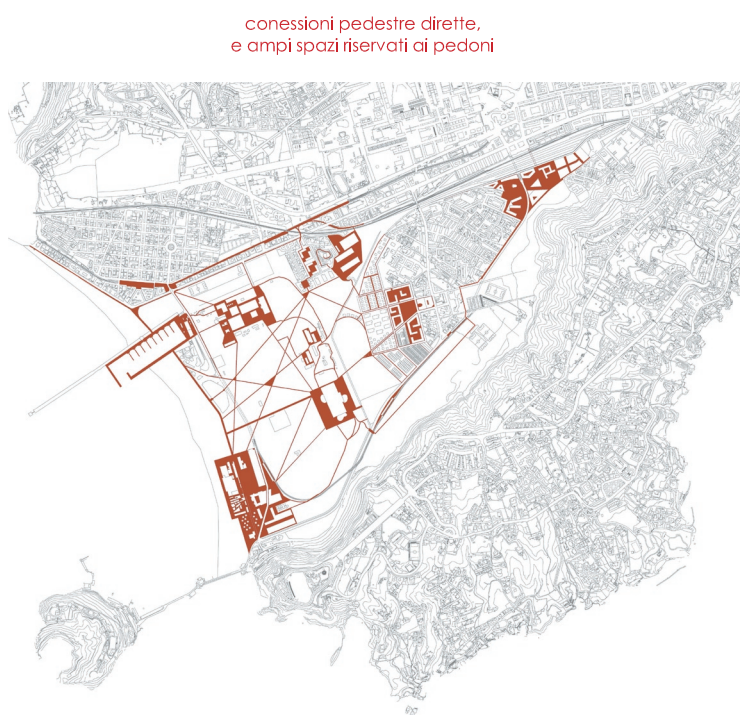 conessioni pedestre dirette,
e ampi spazi riservati ai pedoni